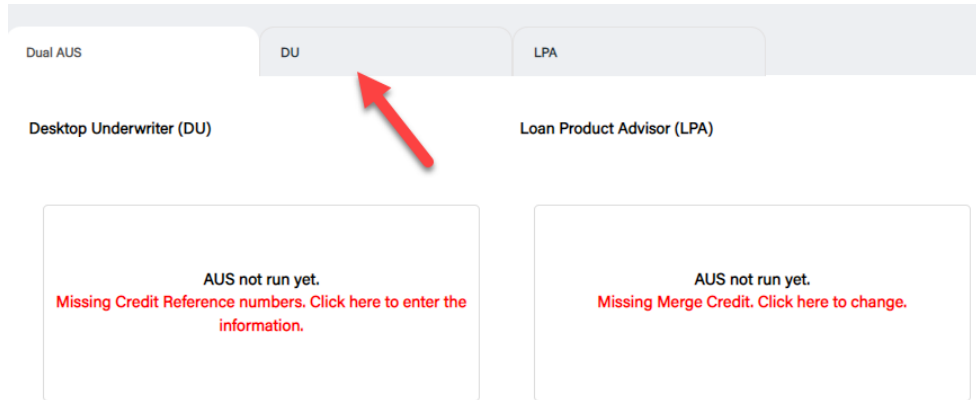 Dual AUS
DU
LPA
Desktop Underwriter (DU)
Loan Product Advisor (LPA)
AUS not run yet.
Missing Credit Reference numbers. Click here to enter the
information.
AUS not run yet.
Missing Merge Credit. Click here to change.